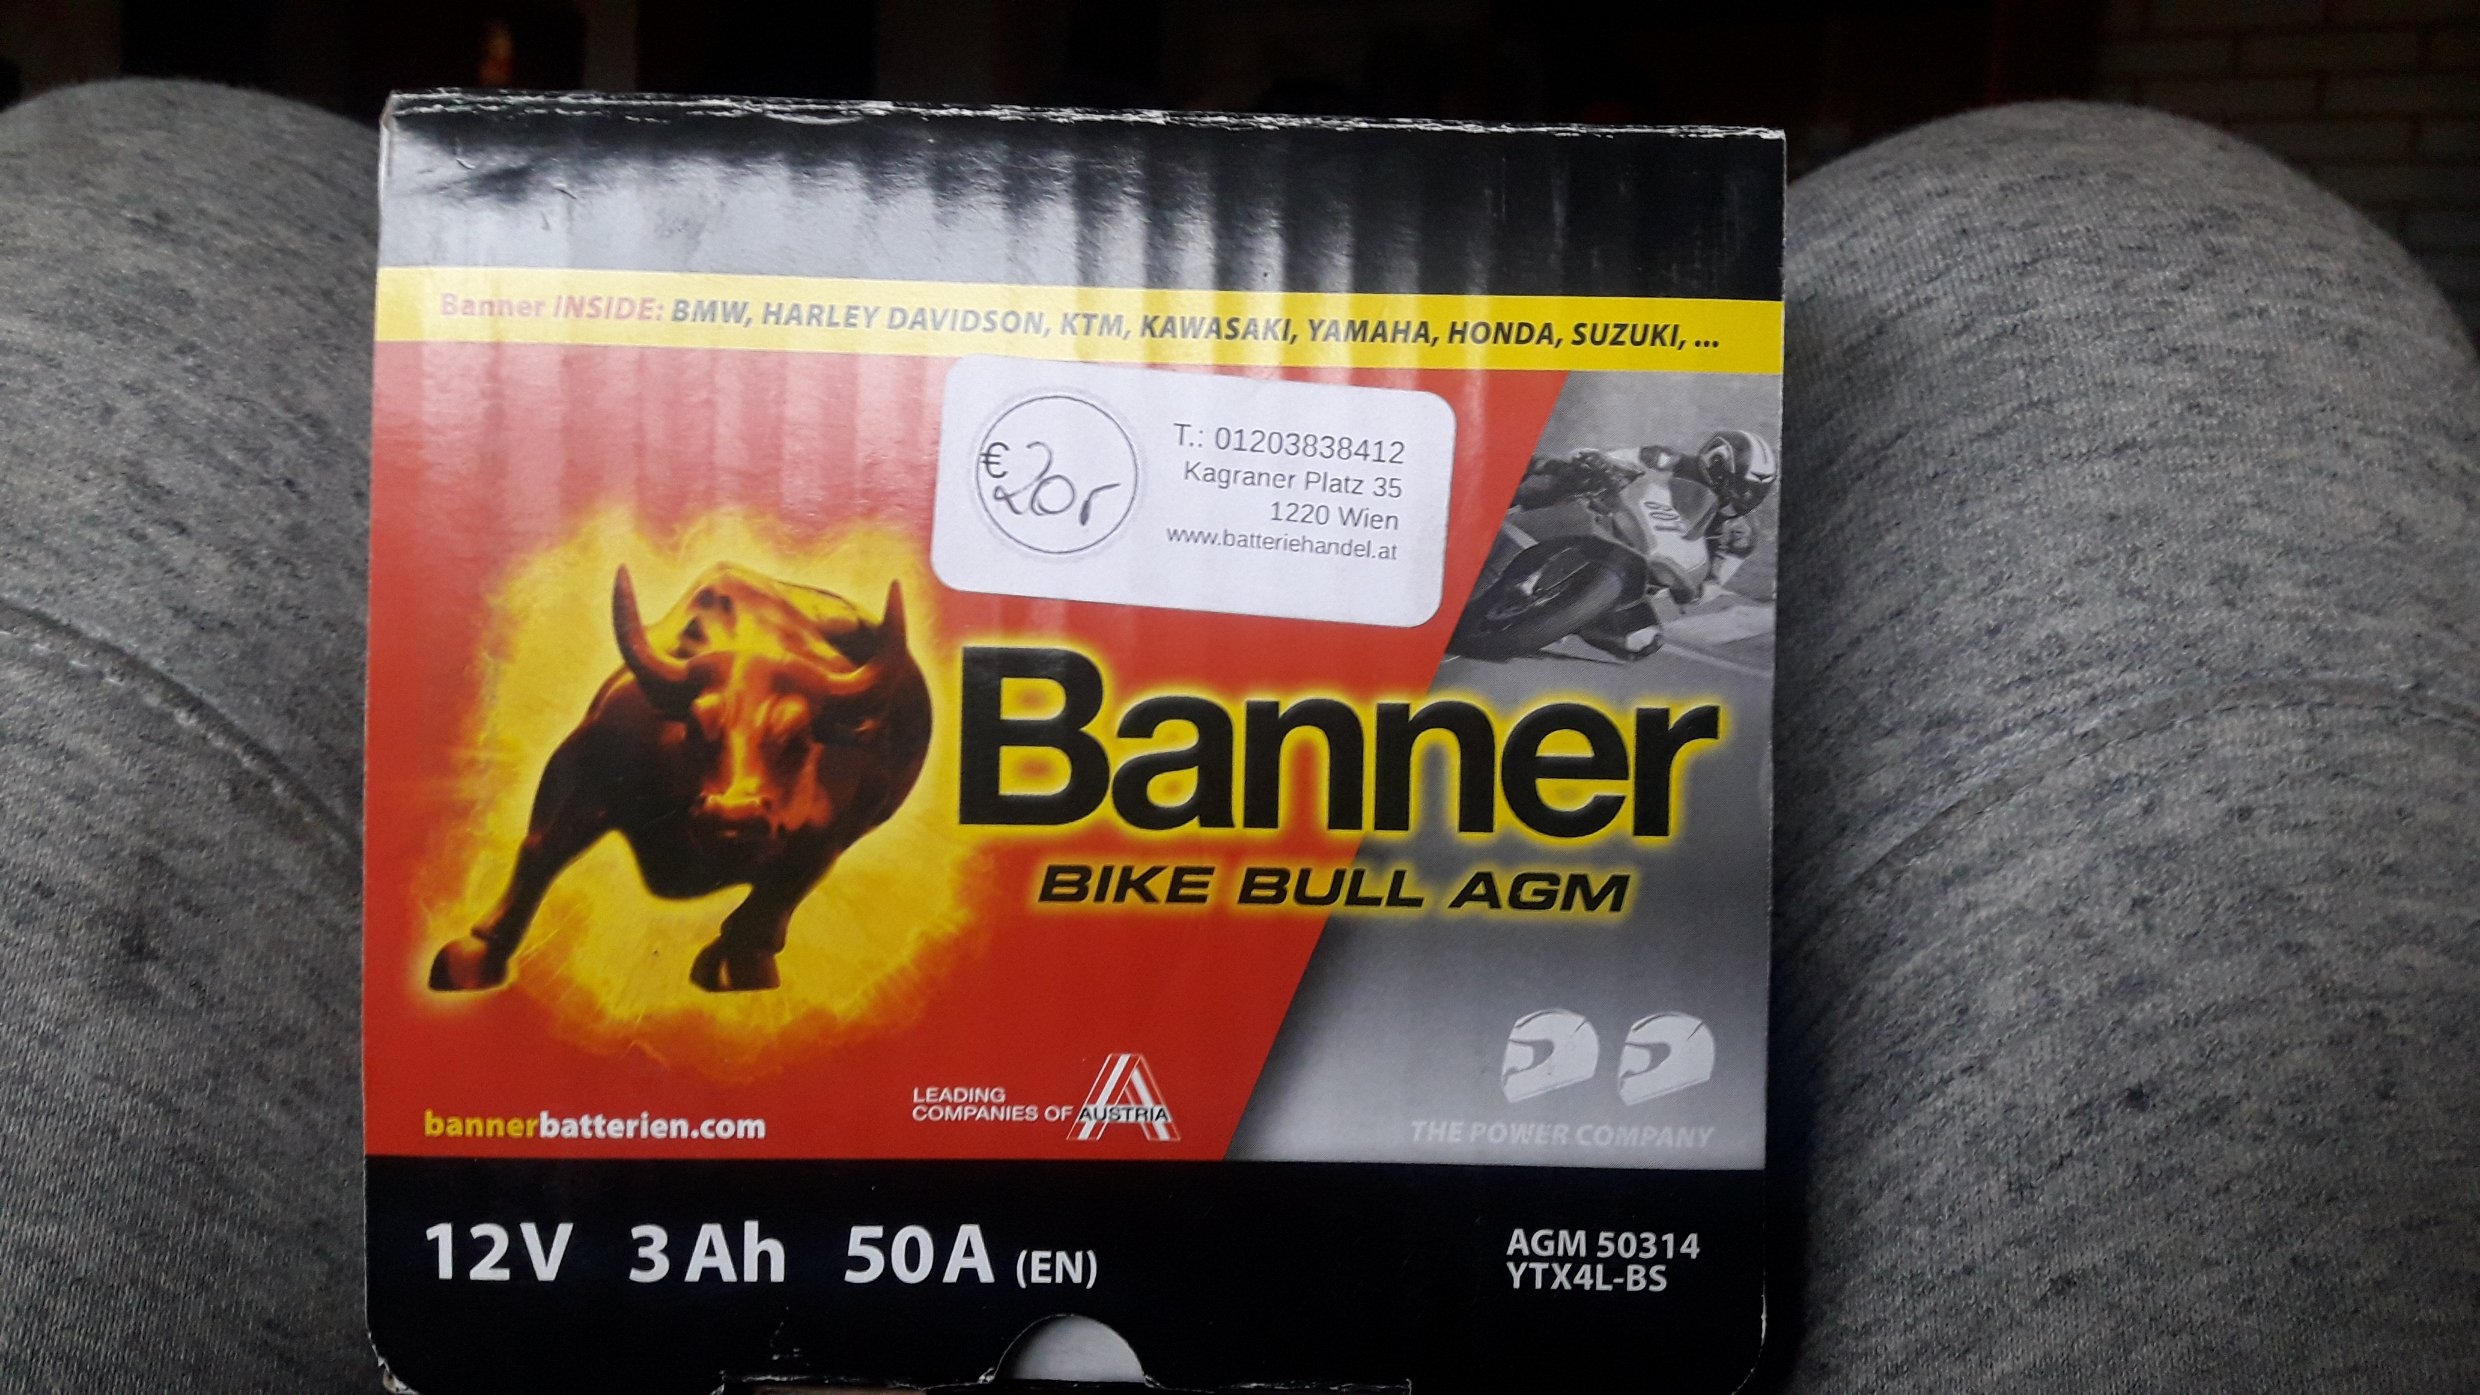 Banner INSIDE: BMW, HARLEY DAVIDSON, KTM, KAWASAKI, YAMAHA, HONDA, SUZUKI, ...
€ 20
T.: 01203838412
Kagraner Platz 35
1220 Wien
www.batteriehandel.at
Banner
BIKE BULL AGM
bannerbatterien.com
LEADING
COMPANIES OF AUSTRIA
THE POWER COMPANY
12V 3Ah 50A (EN)
AGM 50314
YTX4L-BS